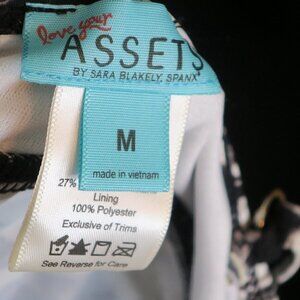 love your
ASSETS
BY SARA BLAKELY, SPANX
M
made in vietnam
27%
Lining
100% Polyester
Exclusive of Trims
See Reverse for Care